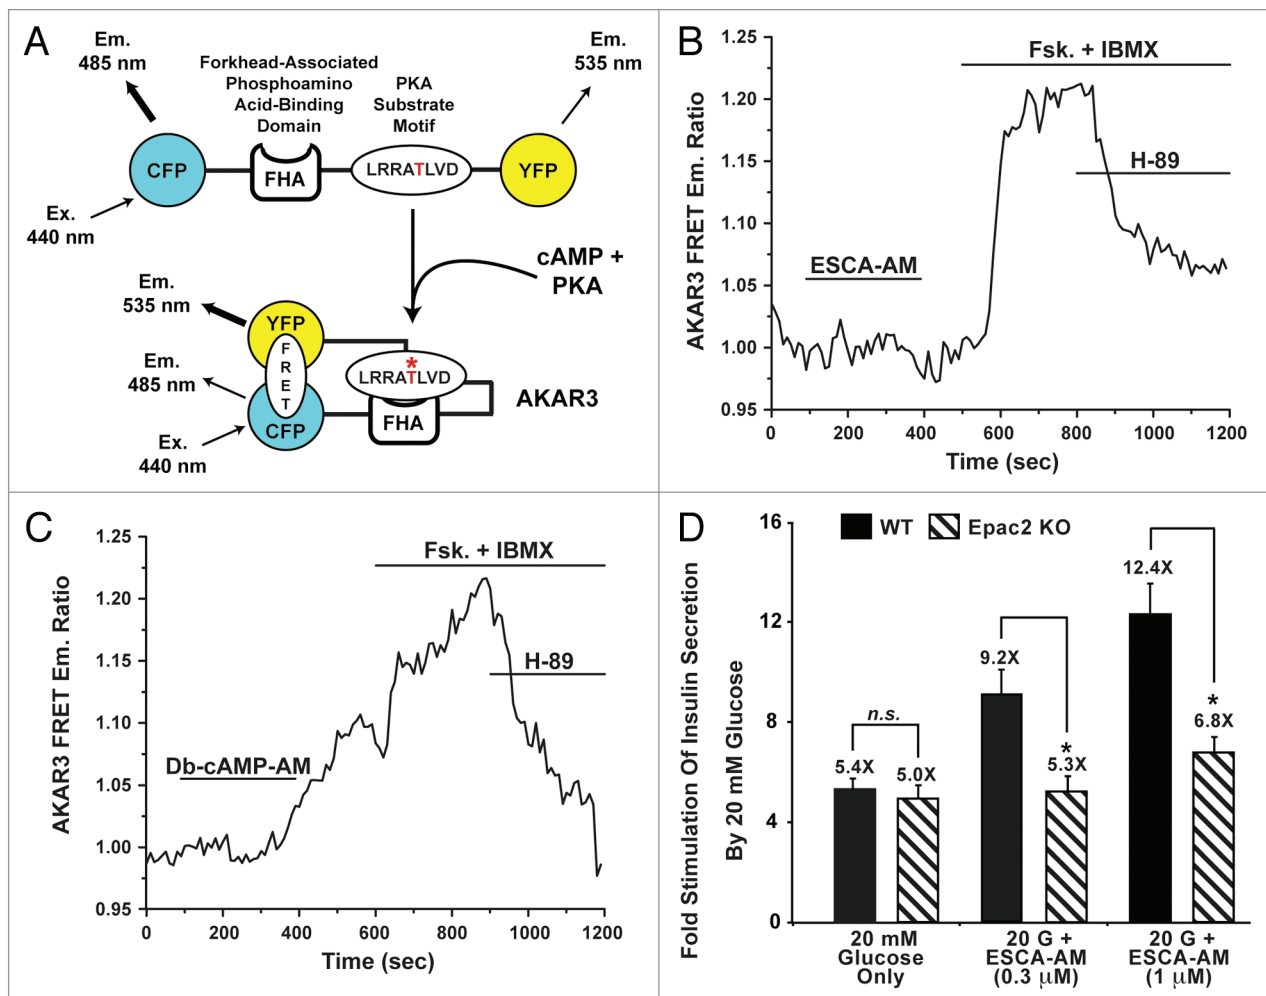 A
Em.
485 nm
Forkhead-Associated
Phosphoamino
Acid-Binding
Domain
PKA
Substrate
Motif
Em.
535 nm
CFP
FHA
LRRATLVD
YFP
Ex.
440 nm
cAMP +
PKA
Em.
535 nm
YFP
FRET
*
LRRATLVD
Em.
485 nm
AKAR3
CFP
FHA
Ex.
440 nm
B
AKAR3 FRET Em. Ratio
1.25
1.20
1.15
1.10
1.05
1.00
0.95
Fsk. + IBMX
H-89
ESCA-AM
0 200 400 600 800 1000 1200
Time (sec)
C
AKAR3 FRET Em. Ratio
1.25
1.20
1.15
1.10
1.05
1.00
0.95
Fsk. + IBMX
H-89
Db-cAMP-AM
0 200 400 600 800 1000 1200
Time (sec)
D
Fold Stimulation Of Insulin Secretion
By 20 mM Glucose
16
12
8
4
0
WT
Epac2 KO
n.s.
5.4X
5.0X
9.2X
*
5.3X
12.4X
*
6.8X
20 mM
Glucose
Only
20 G +
ESCA-AM
(0.3 µM)
20 G +
ESCA-AM
(1 µM)